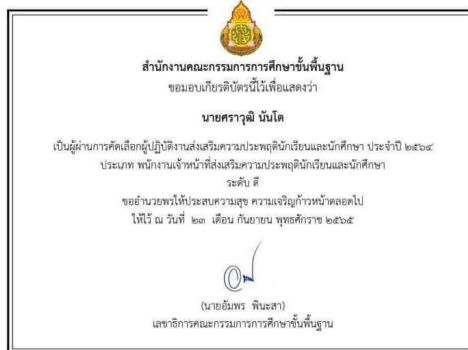 สำนักงานคณะกรรมการการศึกษาขั้นพื้นฐาน
ขอมอบเกียรติบัตรนี้ไว้เพื่อแสดงว่า
นายศราวุฒิ นันโต
เป็นผู้ผ่านการคัดเลือกผู้ปฏิบัติงานส่งเสริมความประพฤตินักเรียนและนักศึกษา ประจำปี ๒๕๖๔
ประเภท พนักงานเจ้าหน้าที่ส่งเสริมความประพฤตินักเรียนและนักศึกษา
ระดับ ดี
ขออำนวยพรให้ประสบความสุข ความเจริญก้าวหน้าตลอดไป
ให้ไว้ ณ วันที่ ๒๓ เดือน กันยายน พุทธศักราช ๒๕๖๕
(นายอัมพร พินะสา)
เลขาธิการคณะกรรมการการศึกษาขั้นพื้นฐาน